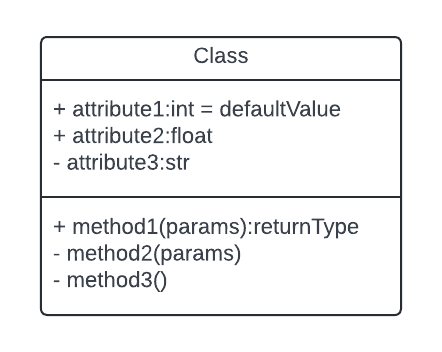 Class
+ attribute1:int = defaultValue
+ attribute2:float
- attribute3:str
+ method1(params):returnType
- method2(params)
- method3()